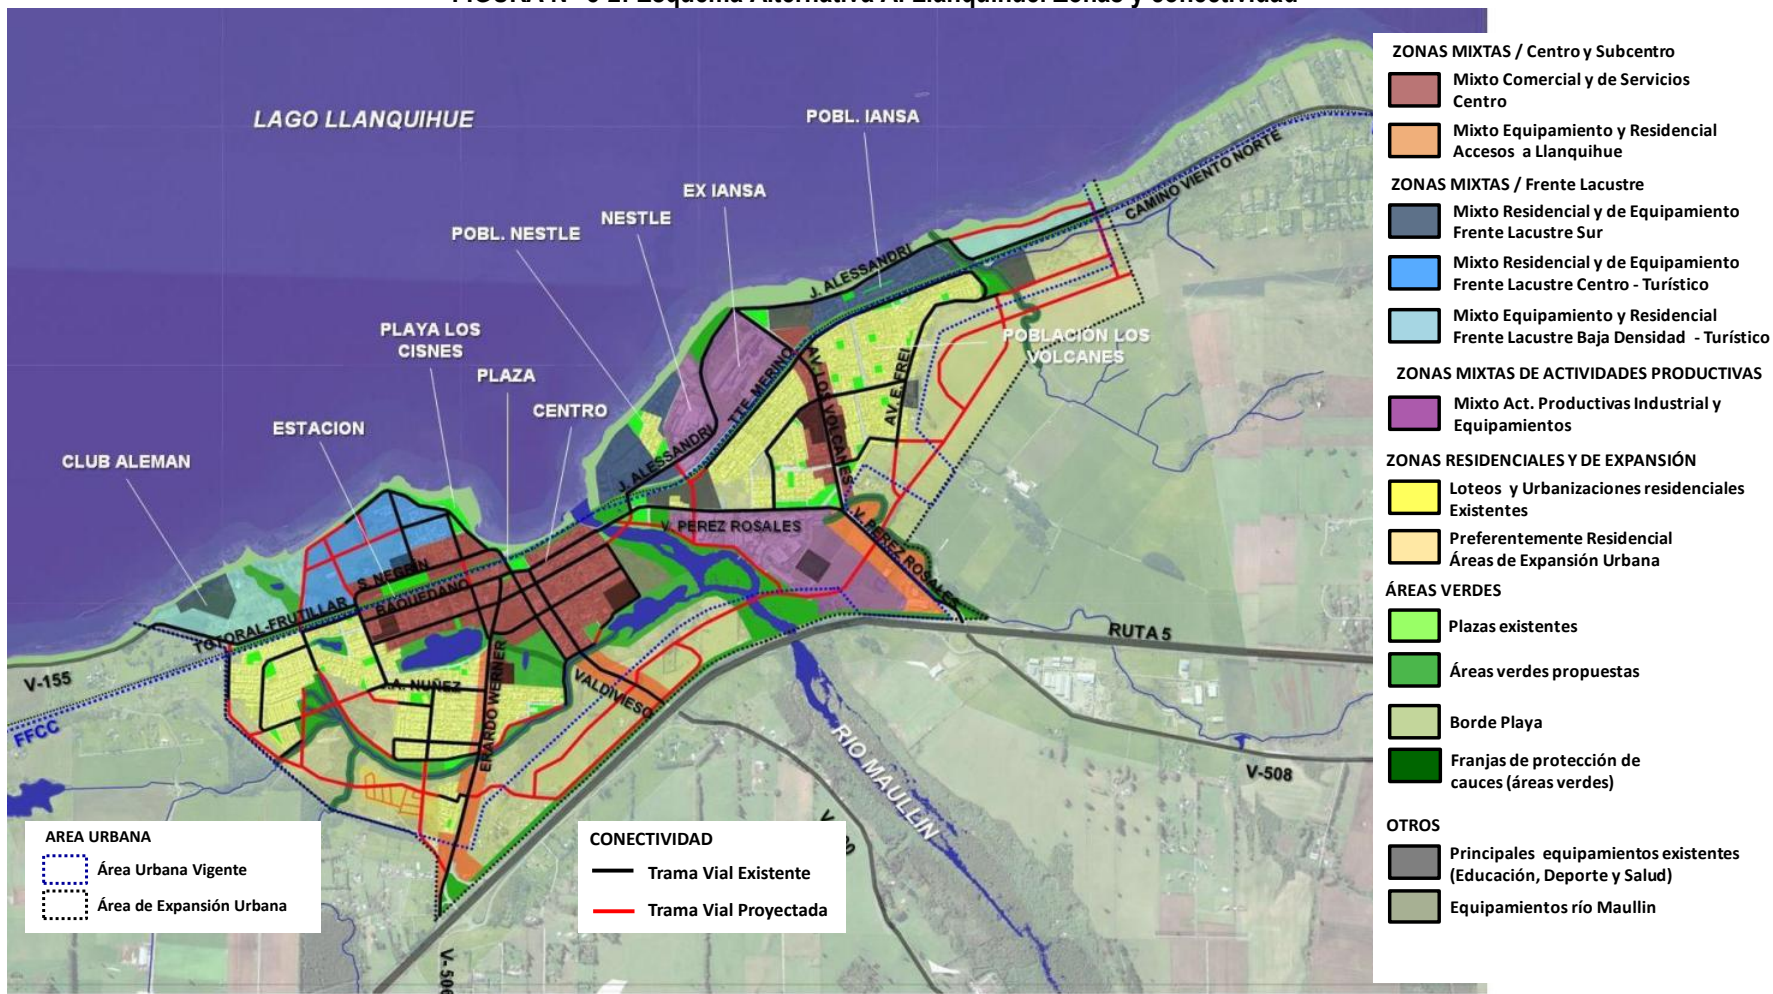 LAGO LLANQUIHUE
POBL. IANSA
EX IANSA
NESTLE
POBL. NESTLE
PLAYA LOS
CISNES
PLAZA
CENTRO
ESTACION
CLUB ALEMAN
CAMINO VIENTO NORTE
J. ALESSANDRI
POBLACIÓN LOS
VOLCANES
TTE. MERINO
AV. LOS VOLCANES
AV. E. FREI
J. ALESSANDRI
V. PEREZ ROSALES
V. PEREZ ROSALES
S. NEGRIN
BAQUEDANO
TOTORAL-FRUTILLAR
V-155
FFCC
ERARDO WERNER
VALDIVIESO
RUTA 5
RIO MAULLIN
V-508
V-506
AREA URBANA
Área Urbana Vigente
Área de Expansión Urbana
CONECTIVIDAD
Trama Vial Existente
Trama Vial Proyectada
ZONAS MIXTAS / Centro y Subcentro
Mixto Comercial y de Servicios
Centro
Mixto Equipamiento y Residencial
Accesos a Llanquihue
ZONAS MIXTAS / Frente Lacustre
Mixto Residencial y de Equipamiento
Frente Lacustre Sur
Mixto Residencial y de Equipamiento
Frente Lacustre Centro - Turístico
Mixto Equipamiento y Residencial
Frente Lacustre Baja Densidad - Turístico
ZONAS MIXTAS DE ACTIVIDADES PRODUCTIVAS
Mixto Act. Productivas Industrial y
Equipamientos
ZONAS RESIDENCIALES Y DE EXPANSIÓN
Loteos y Urbanizaciones residenciales
Existentes
Preferentemente Residencial
Áreas de Expansión Urbana
ÁREAS VERDES
Plazas existentes
Áreas verdes propuestas
Borde Playa
Franjas de protección de
cauces (áreas verdes)
OTROS
Principales equipamientos existentes
(Educación, Deporte y Salud)
Equipamientos río Maullin